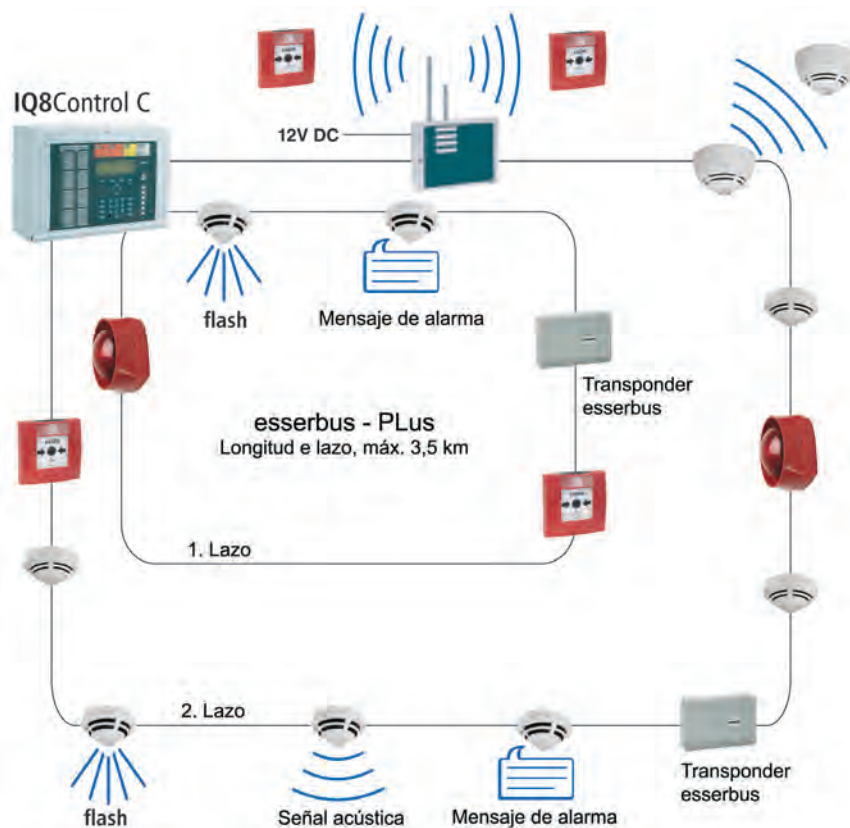 IQ8Control C
12V DC
flash
Mensaje de alarma
Transponder
esserbus
esserbus - PLus
Longitud e lazo, máx. 3,5 km
1. Lazo
2. Lazo
flash
Señal acústica
Mensaje de alarma
Transponder
esserbus